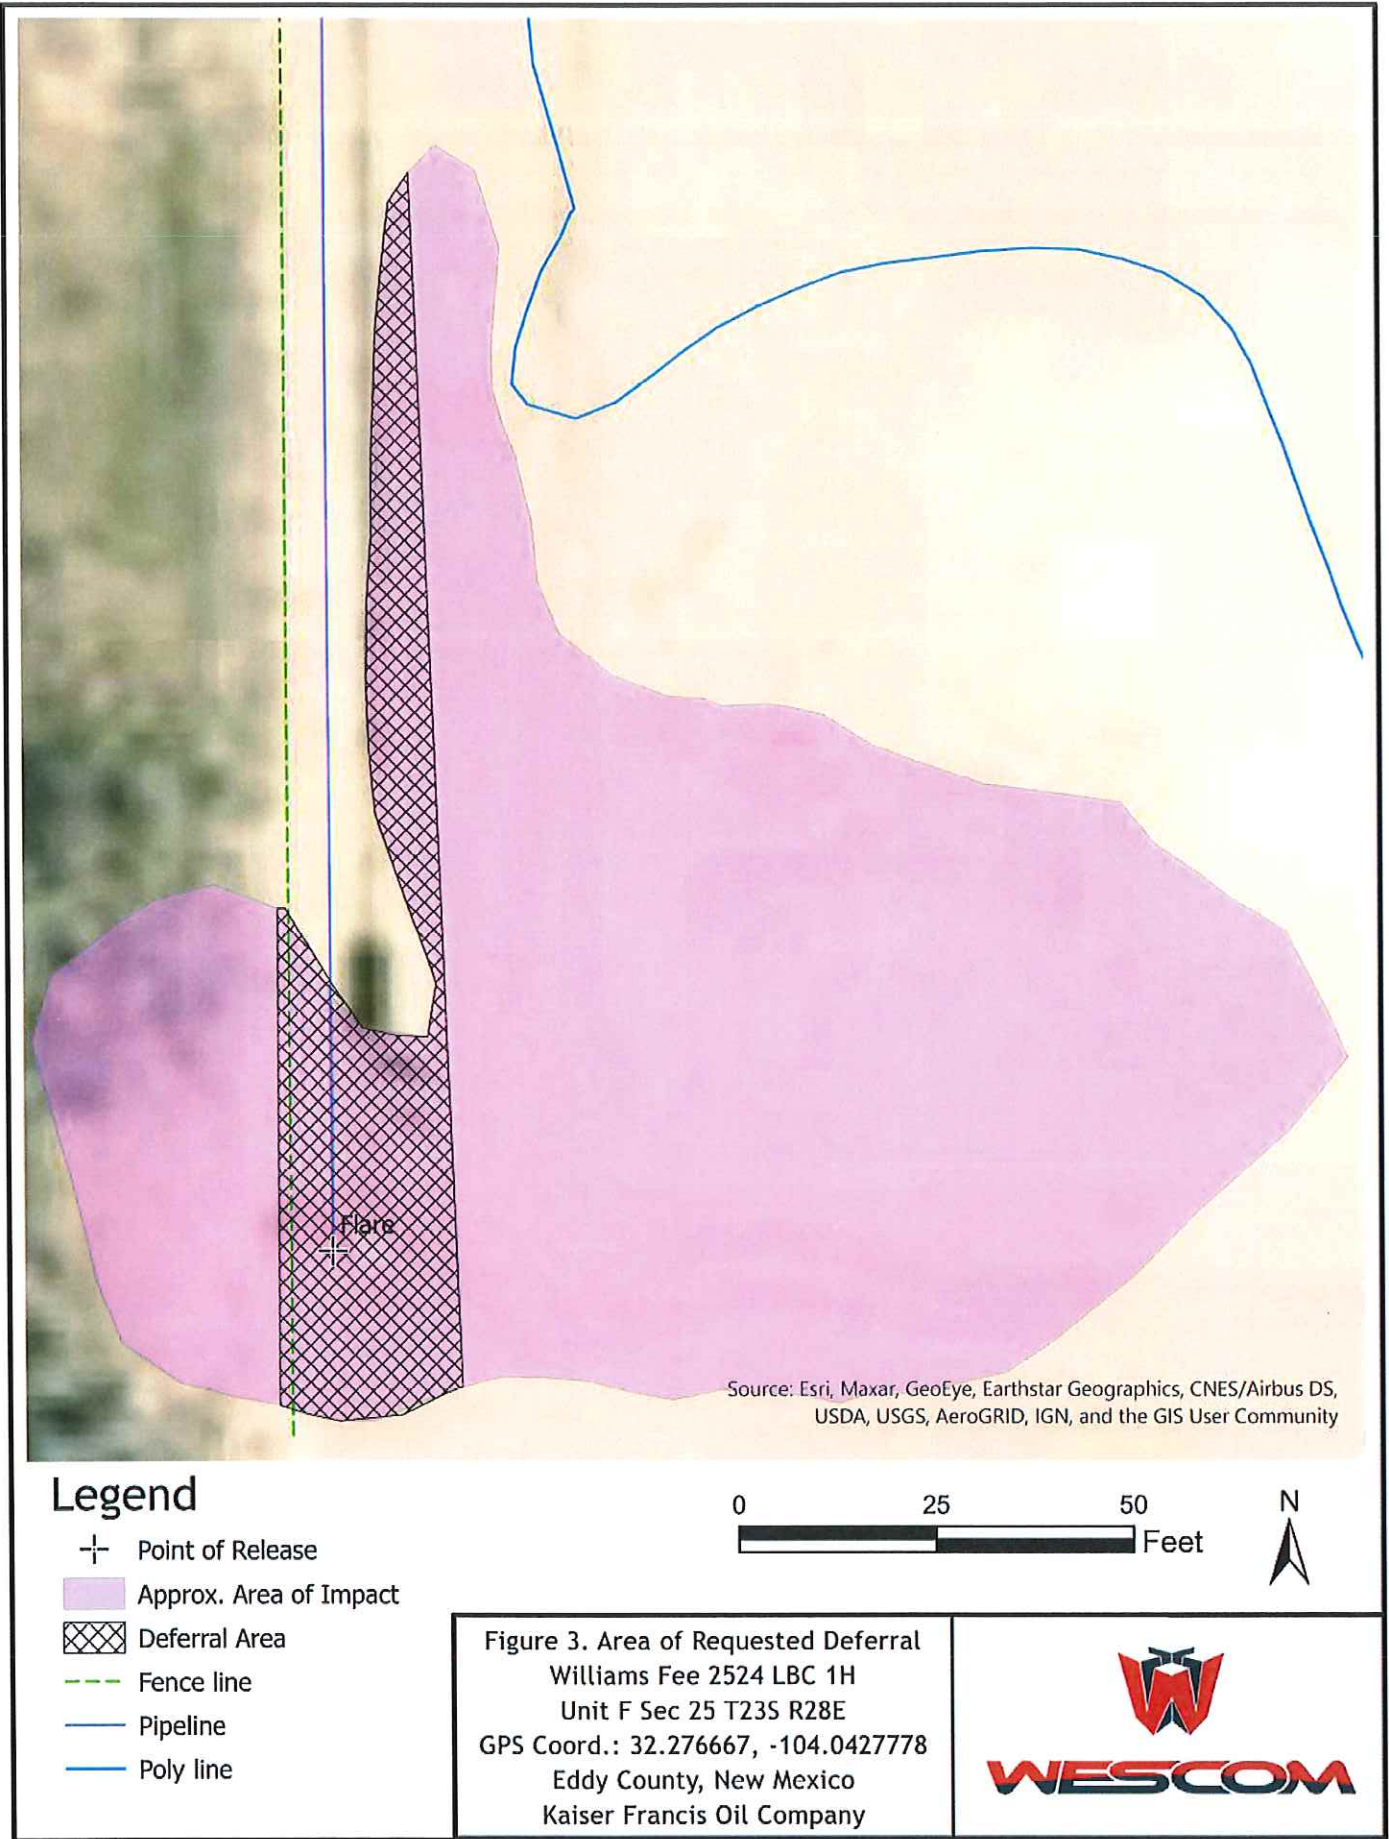 Flare
Source: Esri, Maxar, GeoEye, Earthstar Geographics, CNES/Airbus DS,
USDA, USGS, AeroGRID, IGN, and the GIS User Community
Legend
Point of Release
Approx. Area of Impact
Deferral Area
Fence line
Pipeline
Poly line
0 25 50
Feet
N
Figure 3. Area of Requested Deferral
Williams Fee 2524 LBC 1H
Unit F Sec 25 T23S R28E
GPS Coord.: 32.276667, -104.0427778
Eddy County, New Mexico
Kaiser Francis Oil Company
WESCOM